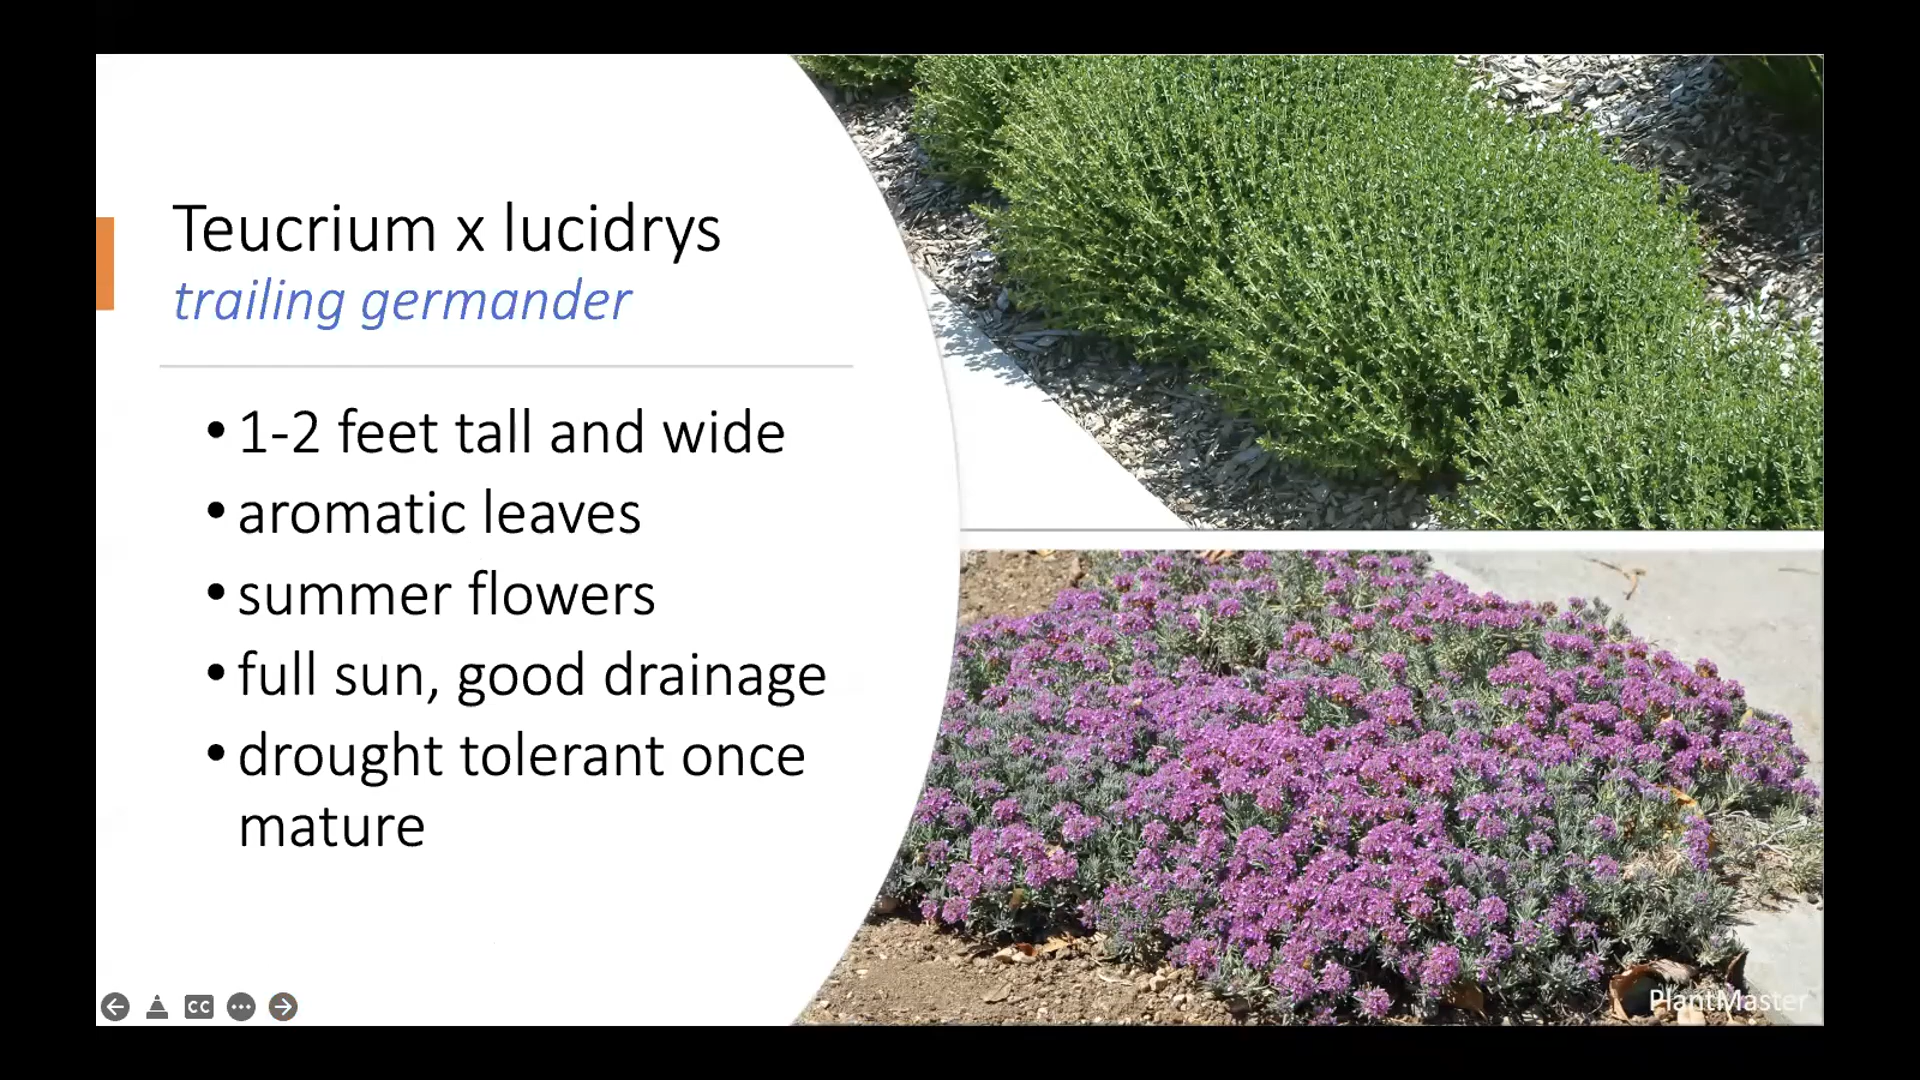 Teucrium x lucidrys
trailing germander
• 1-2 feet tall and wide
• aromatic leaves
• summer flowers
• full sun, good drainage
• drought tolerant once
mature
CC
PlantMaster